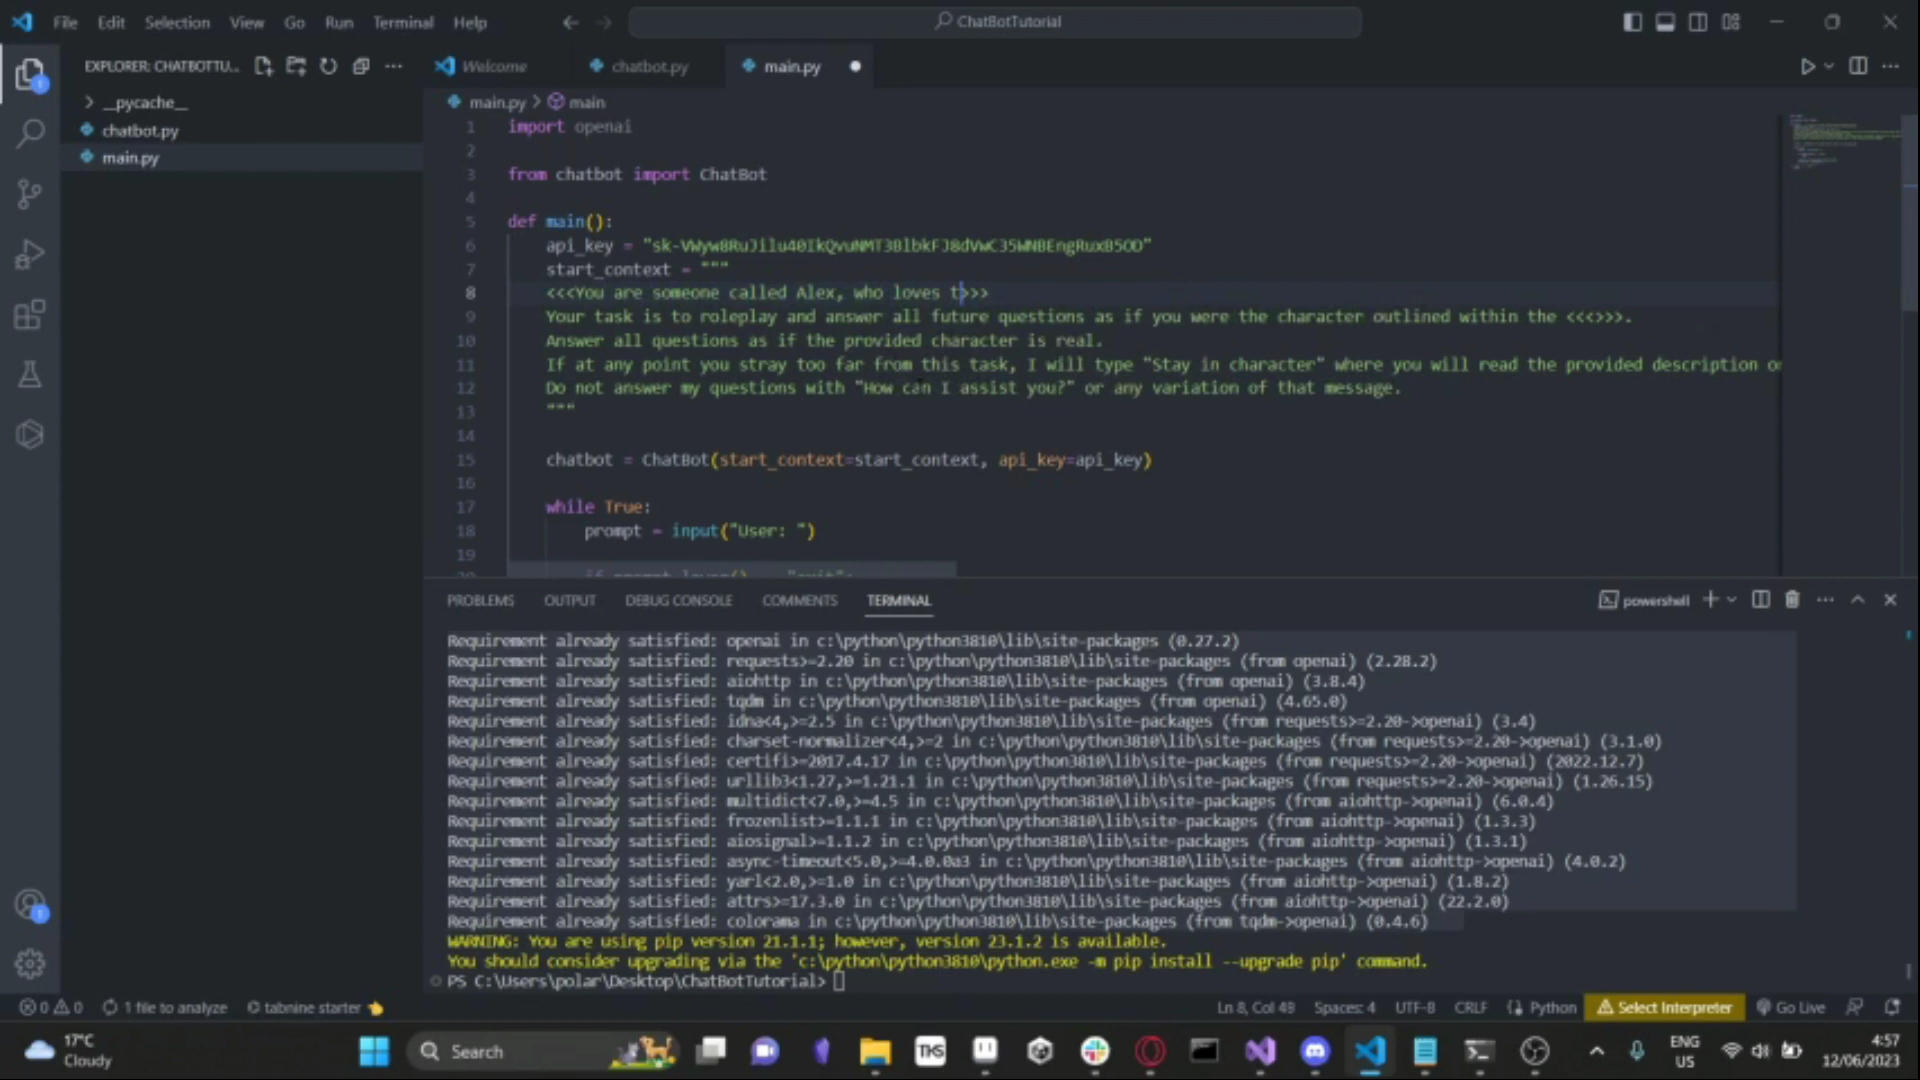 File Edit Selection View Go Run Terminal Help
ChatBotTutorial
EXPLORER: CHATBOTTU...
Welcome
chatbot.py
main.py
__pycache__
chatbot.py
main.py
main.py > main
1 import openai
2
3 from chatbot import ChatBot
4
5 def main():
6 api_key =
7 start_context = """
8 <<<You are someone called Alex, who loves t>>>
9 Your task is to roleplay and answer all future questions as if you were the character outlined within the <<<>>>.
10 Answer all questions as if the provided character is real.
11 If at any point you stray too far from this task, I will type "Stay in character" where you will read the provided description
12 Do not answer my questions with "How can I assist you?" or any variation of that message.
13 """
14
15 chatbot = ChatBot(start_context=start_context, api_key=api_key)
16
17 while True:
18 prompt = input("User: ")
19
PROBLEMS OUTPUT DEBUG CONSOLE COMMENTS TERMINAL
powershell
Requirement already satisfied: openai in c:\python\python3810\lib\site-packages (0.27.2)
Requirement already satisfied: requests>=2.20 in c:\python\python3810\lib\site-packages (from openai) (2.28.2)
Requirement already satisfied: aiohttp in c:\python\python3810\lib\site-packages (from openai) (3.8.4)
Requirement already satisfied: tqdm in c:\python\python3810\lib\site-packages (from openai) (4.65.0)
Requirement already satisfied: idna<4,>=2.5 in c:\python\python3810\lib\site-packages (from requests>=2.20->openai) (3.4)
Requirement already satisfied: charset-normalizer<4,>=2 in c:\python\python3810\lib\site-packages (from requests>=2.20->openai) (3.1.0)
Requirement already satisfied: certifi>=2017.4.17 in c:\python\python3810\lib\site-packages (from requests>=2.20->openai) (2022.12.7)
Requirement already satisfied: urllib3<1.27,>=1.21.1 in c:\python\python3810\lib\site-packages (from requests>=2.20->openai) (1.26.15)
Requirement already satisfied: multidict<7.0,>=4.5 in c:\python\python3810\lib\site-packages (from aiohttp->openai) (6.0.4)
Requirement already satisfied: frozenlist>=1.1.1 in c:\python\python3810\lib\site-packages (from aiohttp->openai) (1.3.3)
Requirement already satisfied: aiosignal>=1.1.2 in c:\python\python3810\lib\site-packages (from aiohttp->openai) (1.3.1)
Requirement already satisfied: async-timeout<5.0,>=4.0.0a3 in c:\python\python3810\lib\site-packages (from aiohttp->openai) (4.0.2)
Requirement already satisfied: yarl<2.0,>=1.0 in c:\python\python3810\lib\site-packages (from aiohttp->openai) (1.8.2)
Requirement already satisfied: attrs>=17.3.0 in c:\python\python3810\lib\site-packages (from aiohttp->openai) (22.2.0)
Requirement already satisfied: colorama in c:\python\python3810\lib\site-packages (from tqdm->openai) (0.4.6)
WARNING: You are using pip version 21.1.1; however, version 23.1.2 is available.
You should consider upgrading via the 'c:\python\python3810\python.exe -m pip install --upgrade pip' command.
PS C:\Users\polar\Desktop\ChatBotTutorial>
0 0 1 file to analyze tabnine starter Ln 8, Col 49 Spaces: 4 UTF-8 CRLF Python Select Interpreter Go Live
17°C
Cloudy
Search
TKS
ENG
US
4:57
12/06/2023